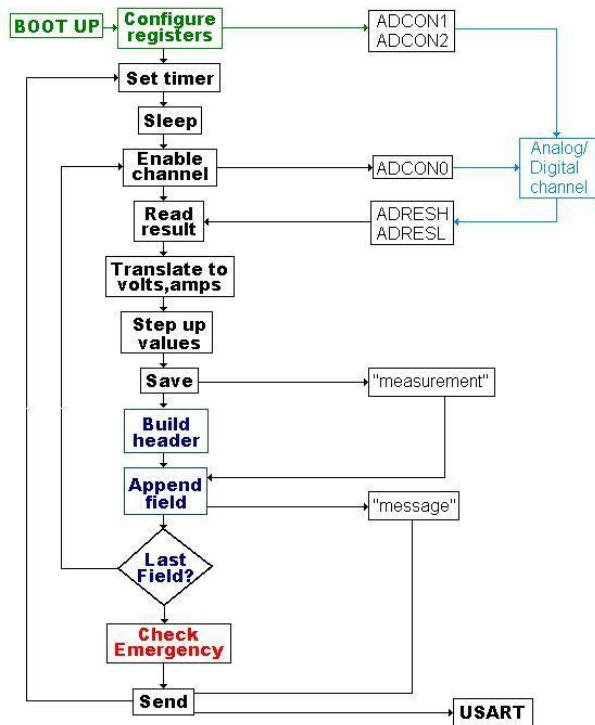 BOOT UP
Configure
registers
ADCON1
ADCON2
Set timer
Sleep
Enable
channel
ADCON0
Analog/
Digital
channel
Read
result
ADRESH
ADRESL
Translate to
volts,amps
Step up
values
Save
"measurement"
Build
header
Append
field
"message"
Last
Field?
Check
Emergency
Send
USART